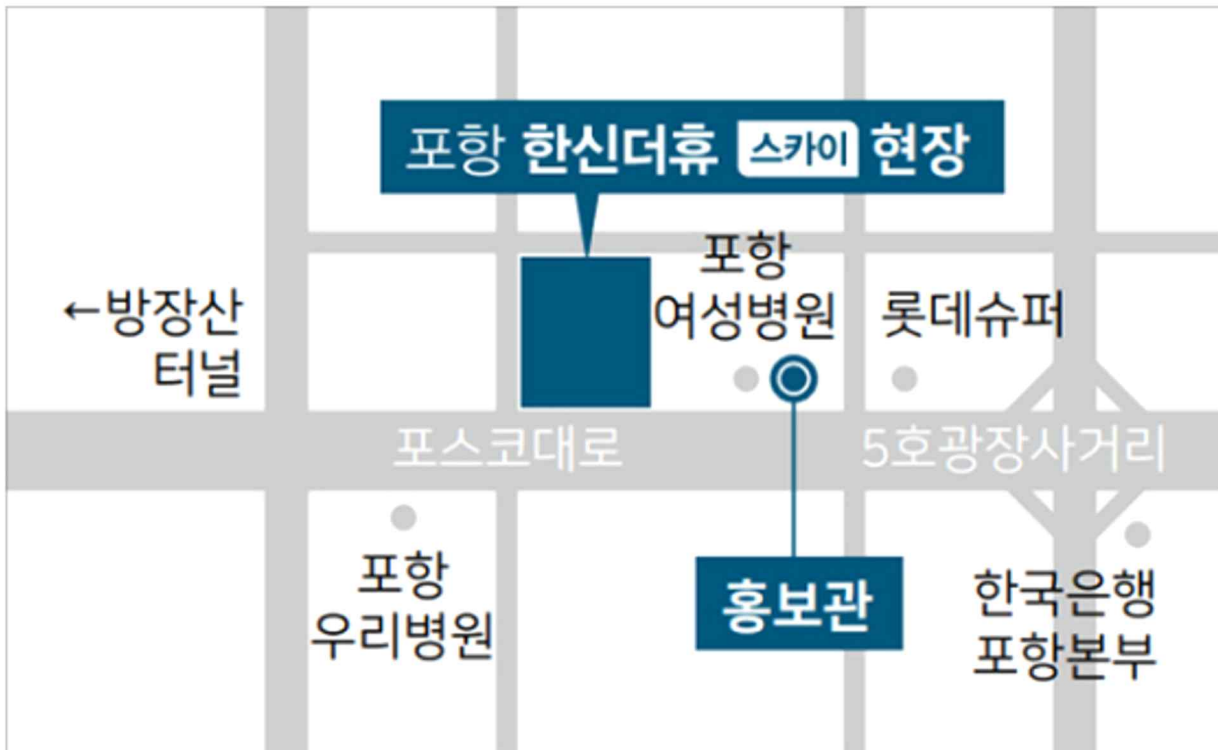 포항 한신더휴 스카이 현장
포항
여성병원
롯데슈퍼
←방장산
터널
포스코대로
5호광장사거리
포항
우리병원
홍보관
한국은행
포항본부